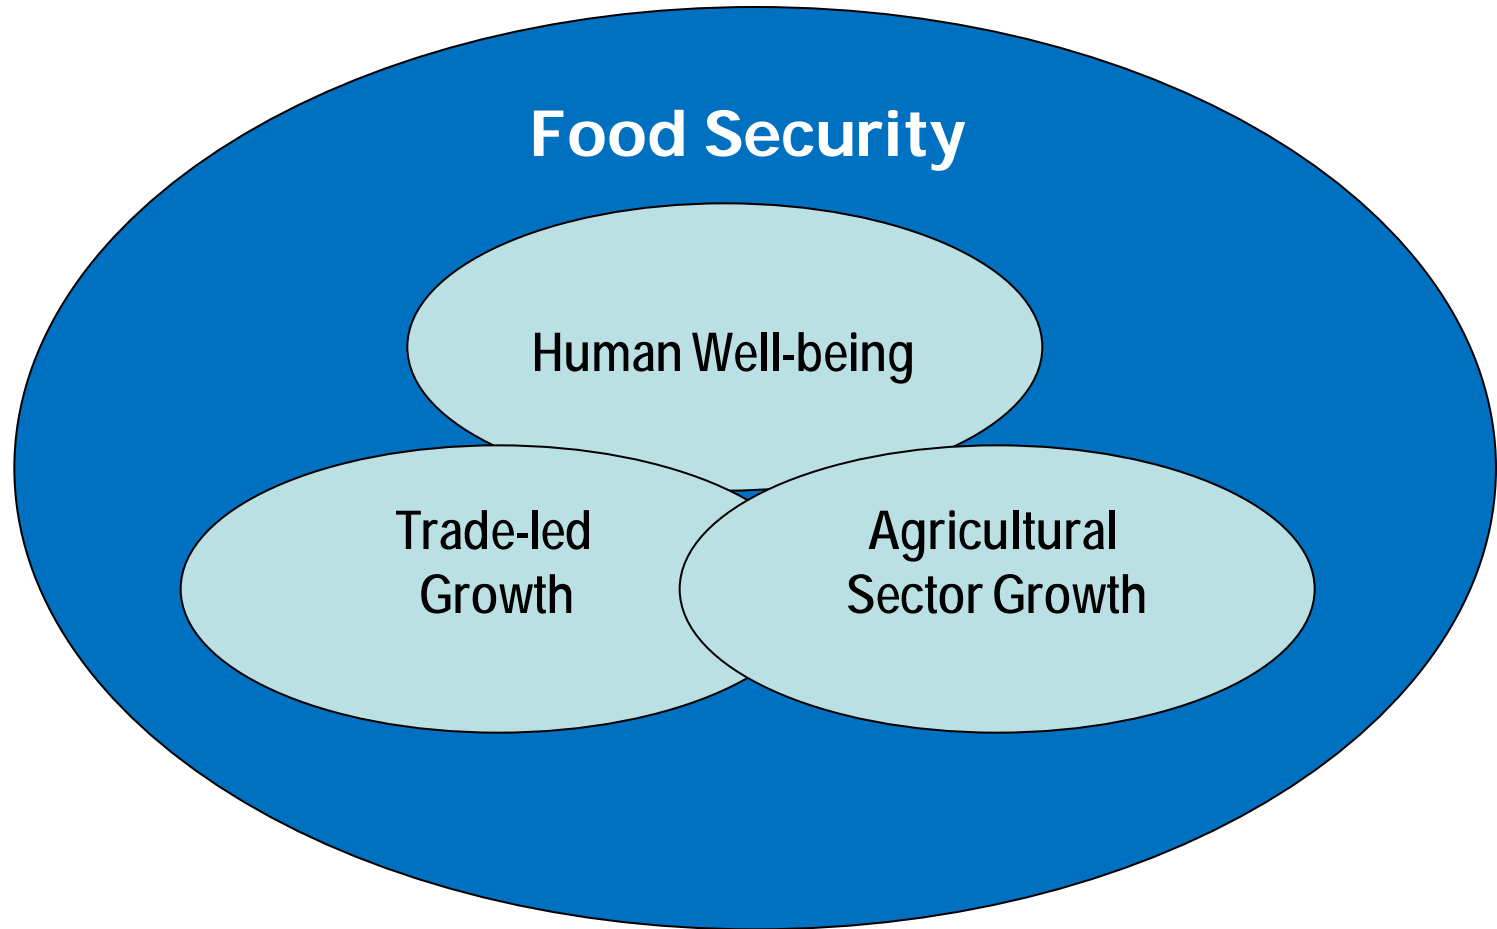 Food Security
Human Well-being
Trade-led
Growth
Agricultural
Sector Growth